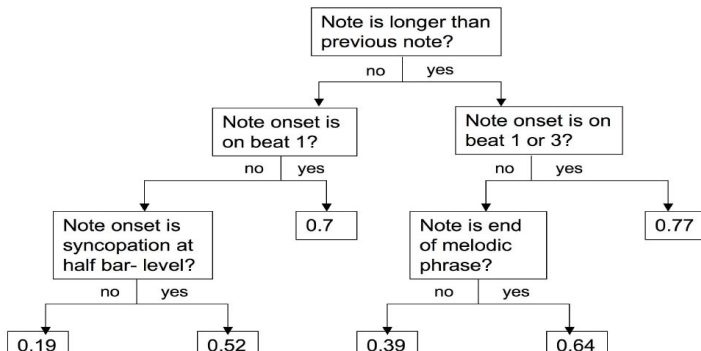 Note is longer than
previous note?
no yes
Note onset is
on beat 1?
Note onset is on
beat 1 or 3?
no yes
no yes
Note onset is
syncopation at
half bar- level?
0.7
Note is end
of melodic
phrase?
0.77
no yes
no yes
0.19
0.52
0.39
0.64